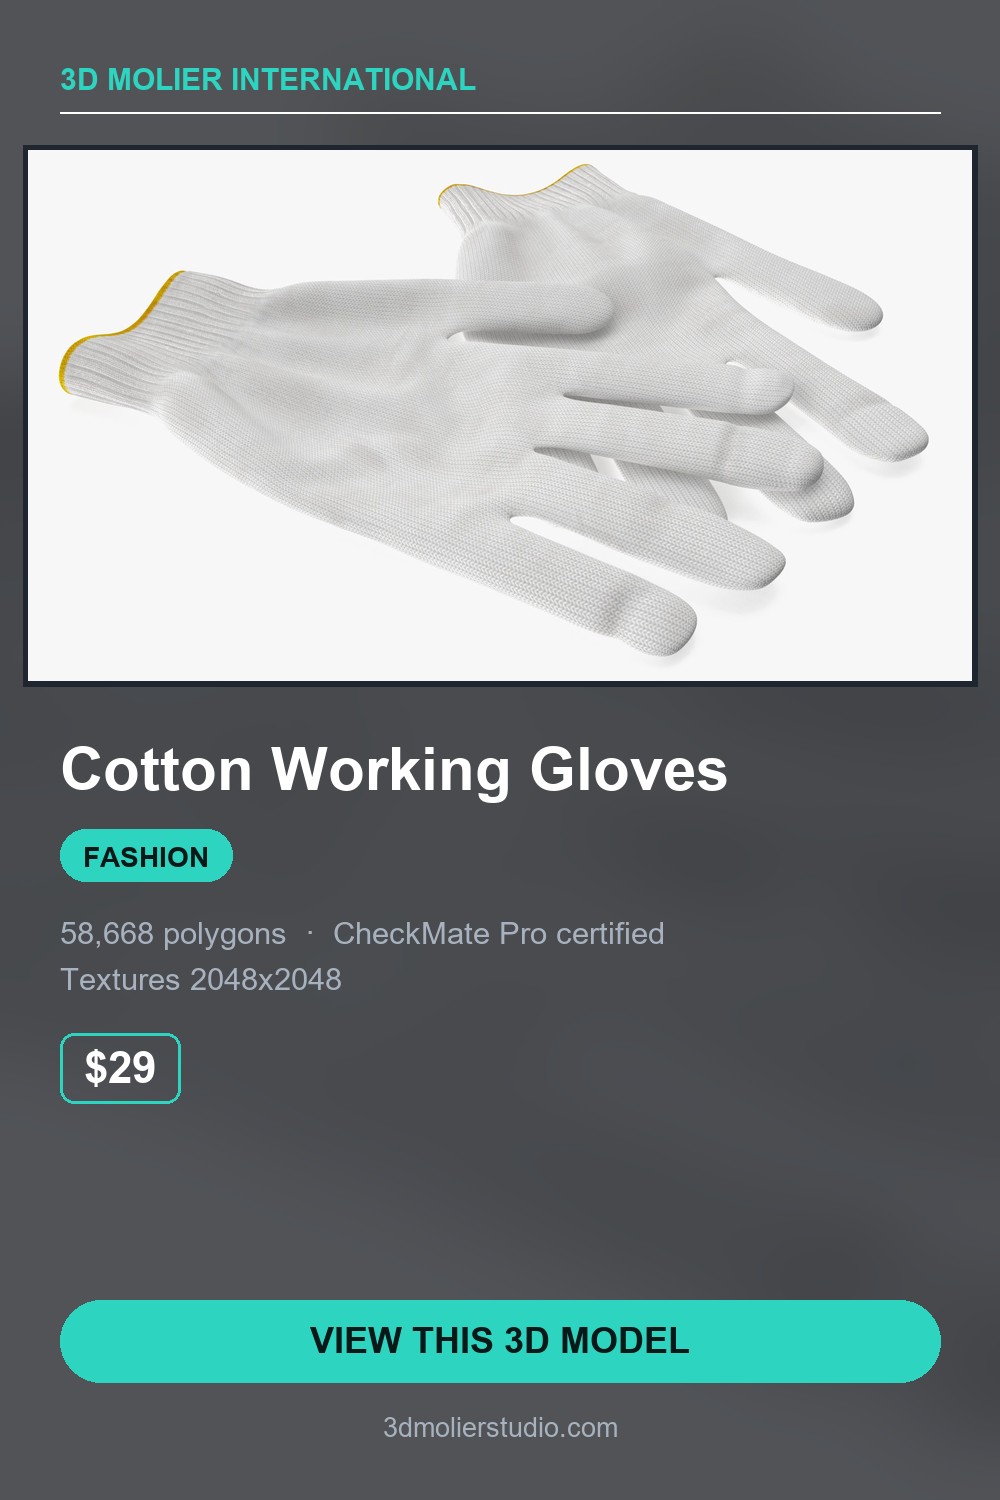 3D MOLIER INTERNATIONAL
Cotton Working Gloves
FASHION
58,668 polygons · CheckMate Pro certified
Textures 2048x2048
$29
VIEW THIS 3D MODEL
3dmolierstudio.com